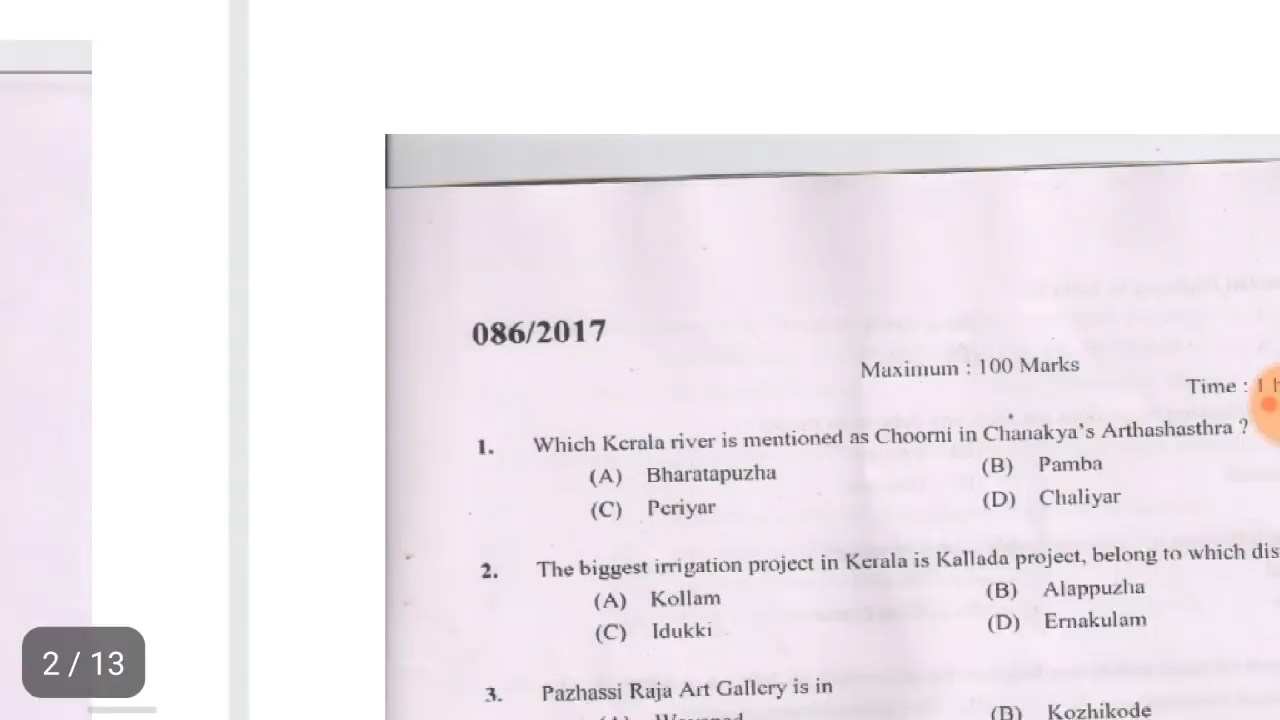 086/2017
Maximum : 100 Marks
Time : 1
1. Which Kerala river is mentioned as Choorni in Chanakya's Arthashasthra ?
(A) Bharatapuzha (B) Pamba
(C) Periyar (D) Chaliyar
2. The biggest irrigation project in Kerala is Kallada project, belong to which
(A) Kollam (B) Alappuzha
(C) Idukki (D) Ernakulam
3. Pazhassi Raja Art Gallery is in
(B) Kozhikode
2 / 13